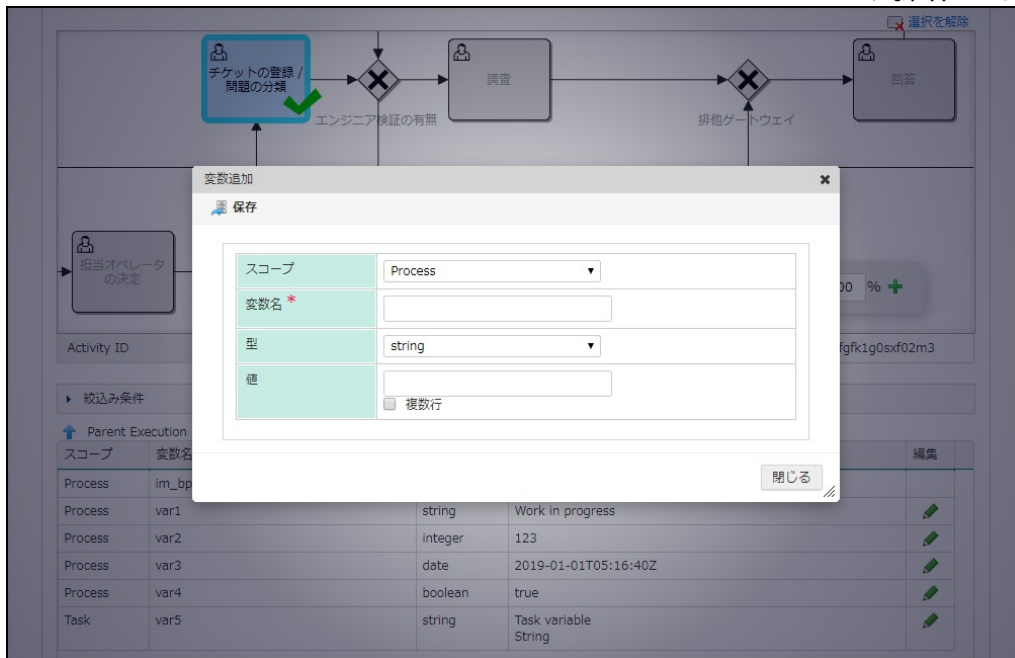 選択を解除
チケットの登録 /
問題の分類
調査
回答
エンジニア検証の有無
排他ゲートウェイ
変数追加
保存
担当オペレータ
の決定
スコープ Process
変数名 *
00 %
型 string
値
複数行
Activity ID fgfk1g0sxf02m3
絞込み条件
Parent Execution
スコープ 変数名 編集
閉じる
Process im_bp
Process var1 string Work in progress
Process var2 integer 123
Process var3 date 2019-01-01T05:16:40Z
Process var4 boolean true
Task var5 string Task variable
String